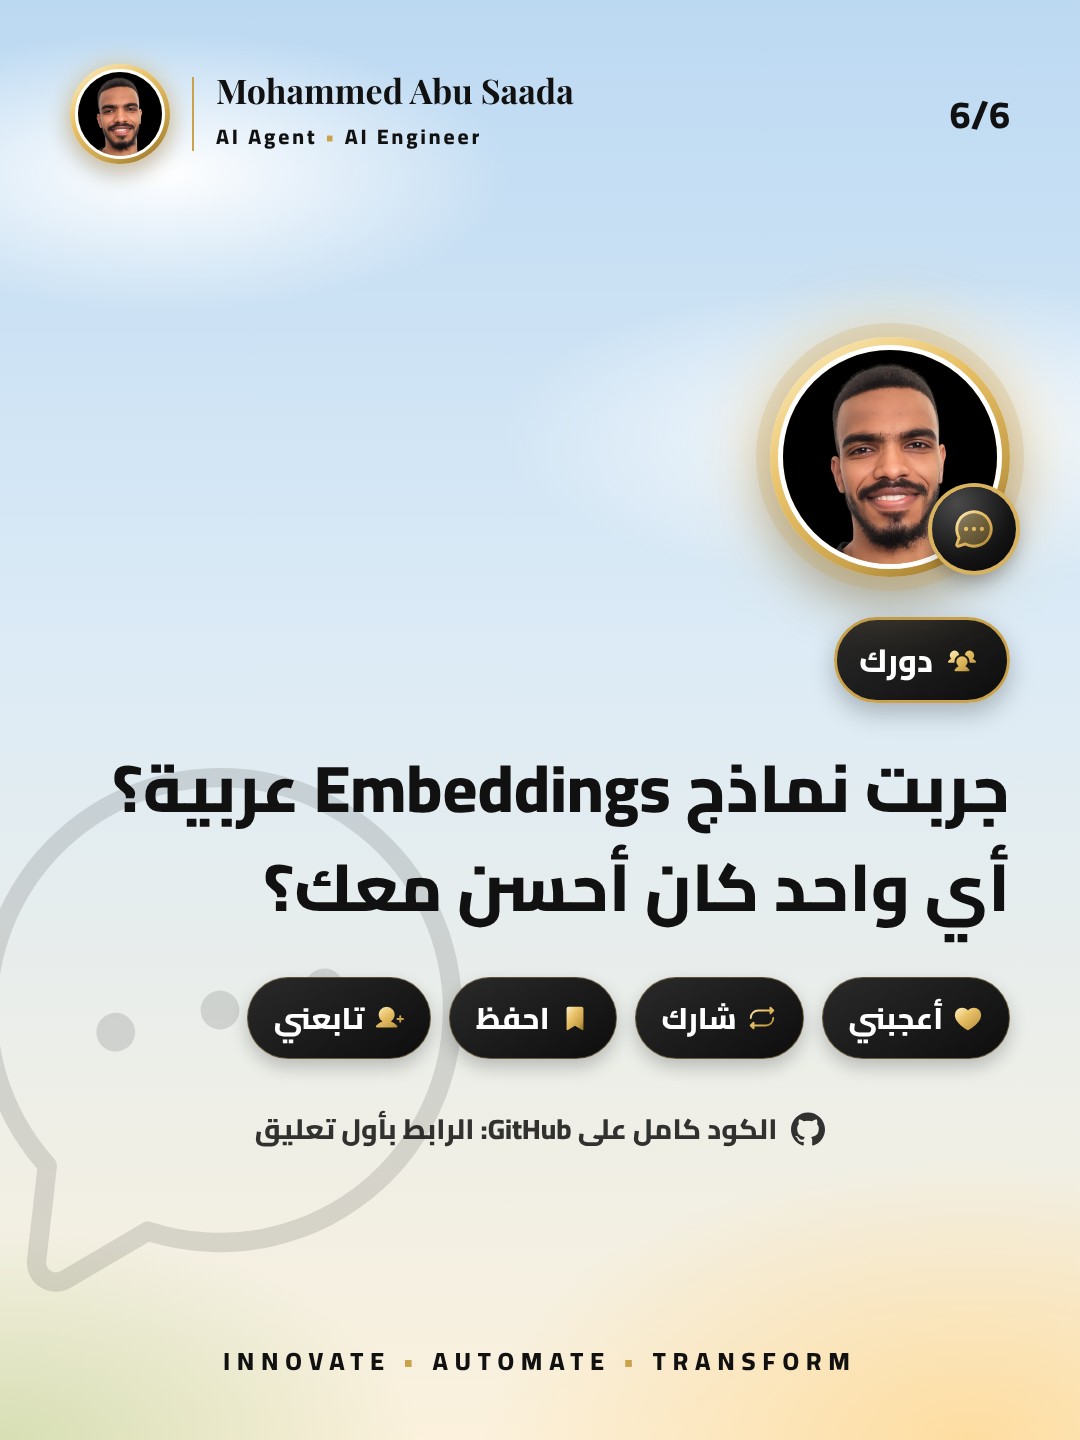 Mohammed Abu Saada
AI Agent ▪ AI Engineer
6/6
دورك
جربت نماذج Embeddings عربية؟
أي واحد كان أحسن معك؟
أعجبني شارك احفظ تابعني
الكود كامل على GitHub: الرابط بأول تعليق
INNOVATE ▪ AUTOMATE ▪ TRANSFORM